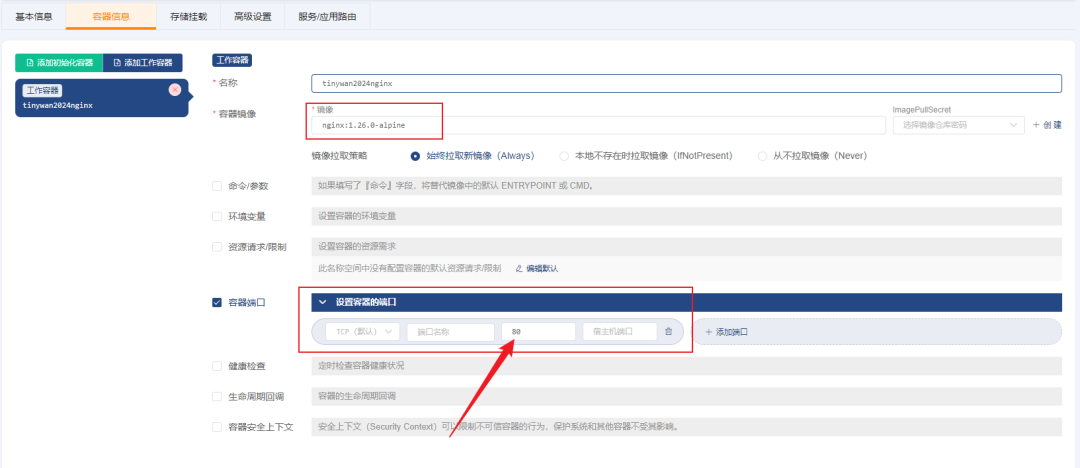 基本信息 容器信息 存储挂载 高级设置 服务/应用路由
添加初始化容器 添加工作容器
工作容器
tinywan2024nginx
工作容器
* 名称 tinywan2024nginx
* 容器镜像 * 镜像 ImagePullSecret
nginx:1.26.0-alpine 选择镜像仓库密码 + 创建
镜像拉取策略 始终拉取新镜像（Always） 本地不存在时拉取镜像（IfNotPresent） 从不拉取镜像（Never）
命令/参数 如果填写了『命令』字段，将替代镜像中的默认 ENTRYPOINT 或 CMD。
环境变量 设置容器的环境变量
资源请求/限制 设置容器的资源需求
此名称空间中没有配置容器的默认资源请求/限制 编辑默认
容器端口 设置容器的端口
TCP（默认） 端口名称 80 宿主机端口 + 添加端口
健康检查 定时检查容器健康状况
生命周期回调 容器的生命周期回调
容器安全上下文 安全上下文（Security Context）可以限制不可信容器的行为，保护系统和其他容器不受其影响。